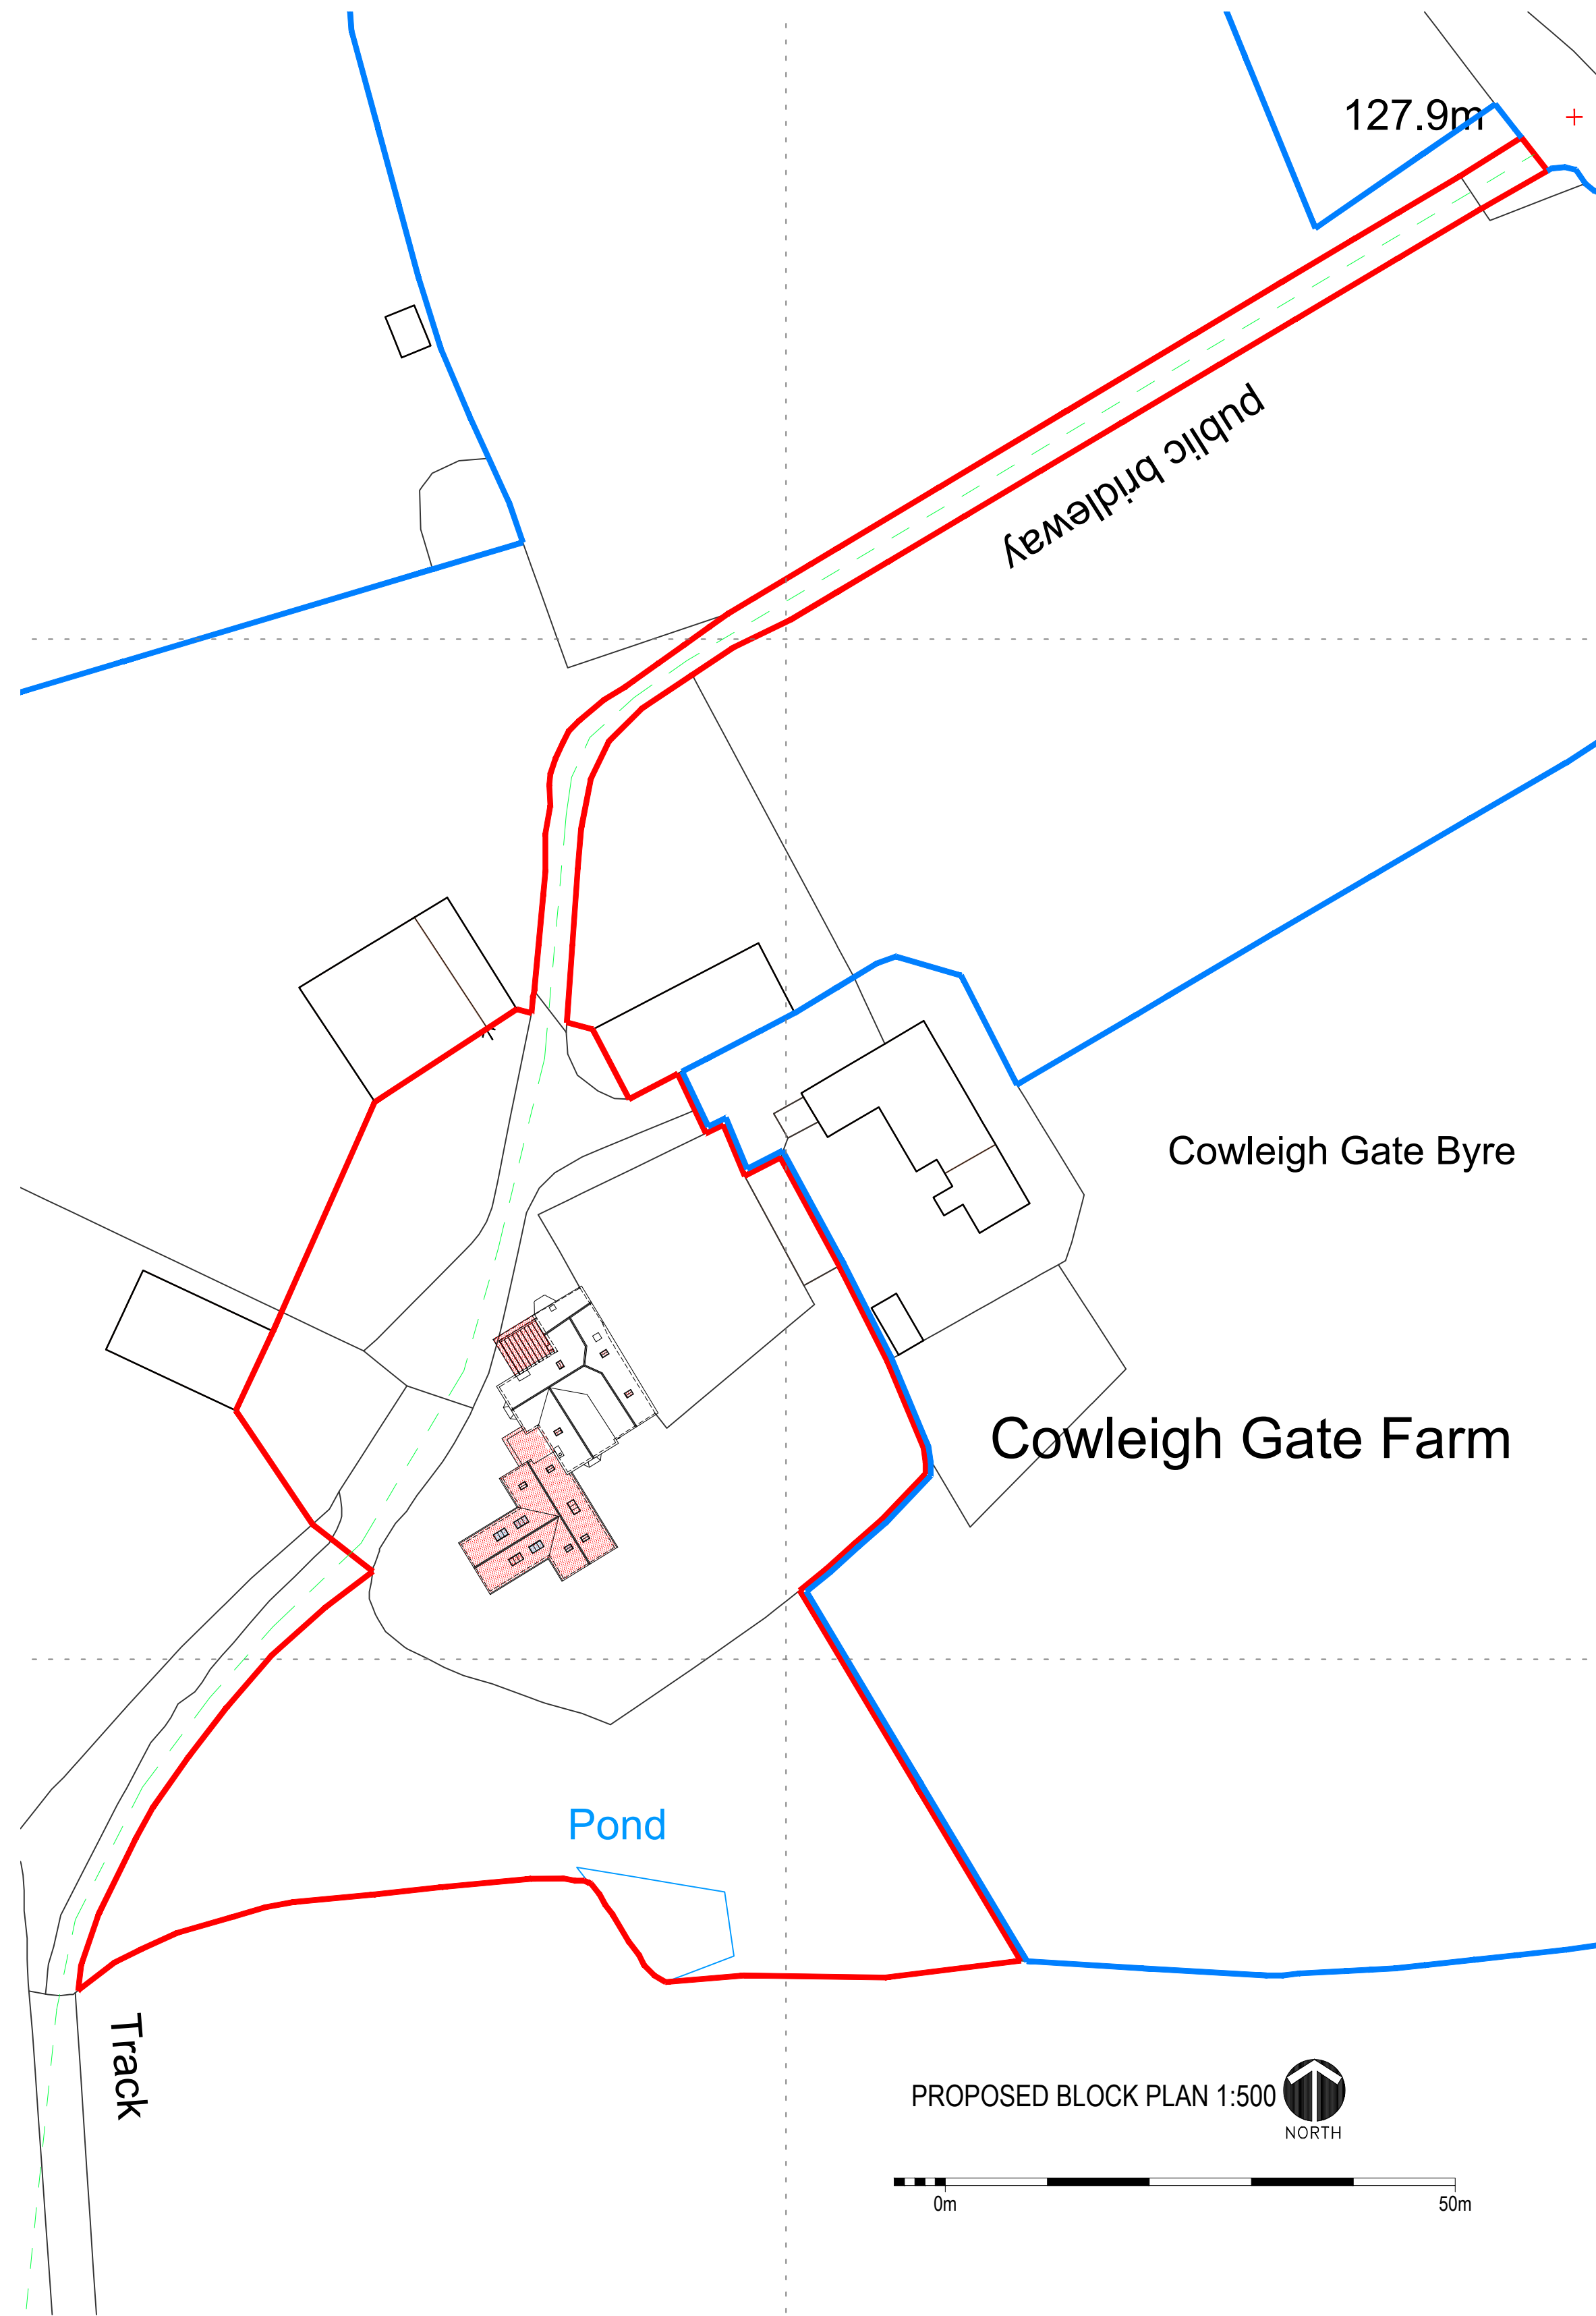 127.9m
public bridleway
Cowleigh Gate Byre
Cowleigh Gate Farm
Pond
Track
PROPOSED BLOCK PLAN 1:500
NORTH
0m
50m